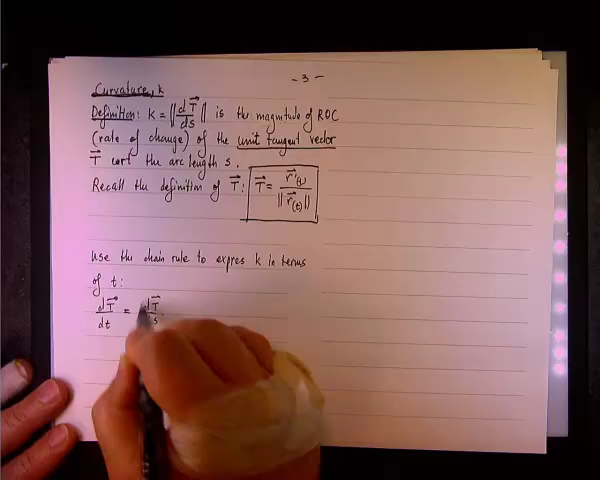 - 3 -
Curvature, k
Definition: K = ‖ dT⃗/ds ‖ is the magnitude of ROC
(rate of change) of the unit tangent vector
T⃗ wrt the arc length s.
Recall the definition of T⃗: T⃗ = r⃗'(t) / ‖ r⃗'(t) ‖
Use the chain rule to expres k in terms
of t:
dT⃗/dt = dT⃗/ds